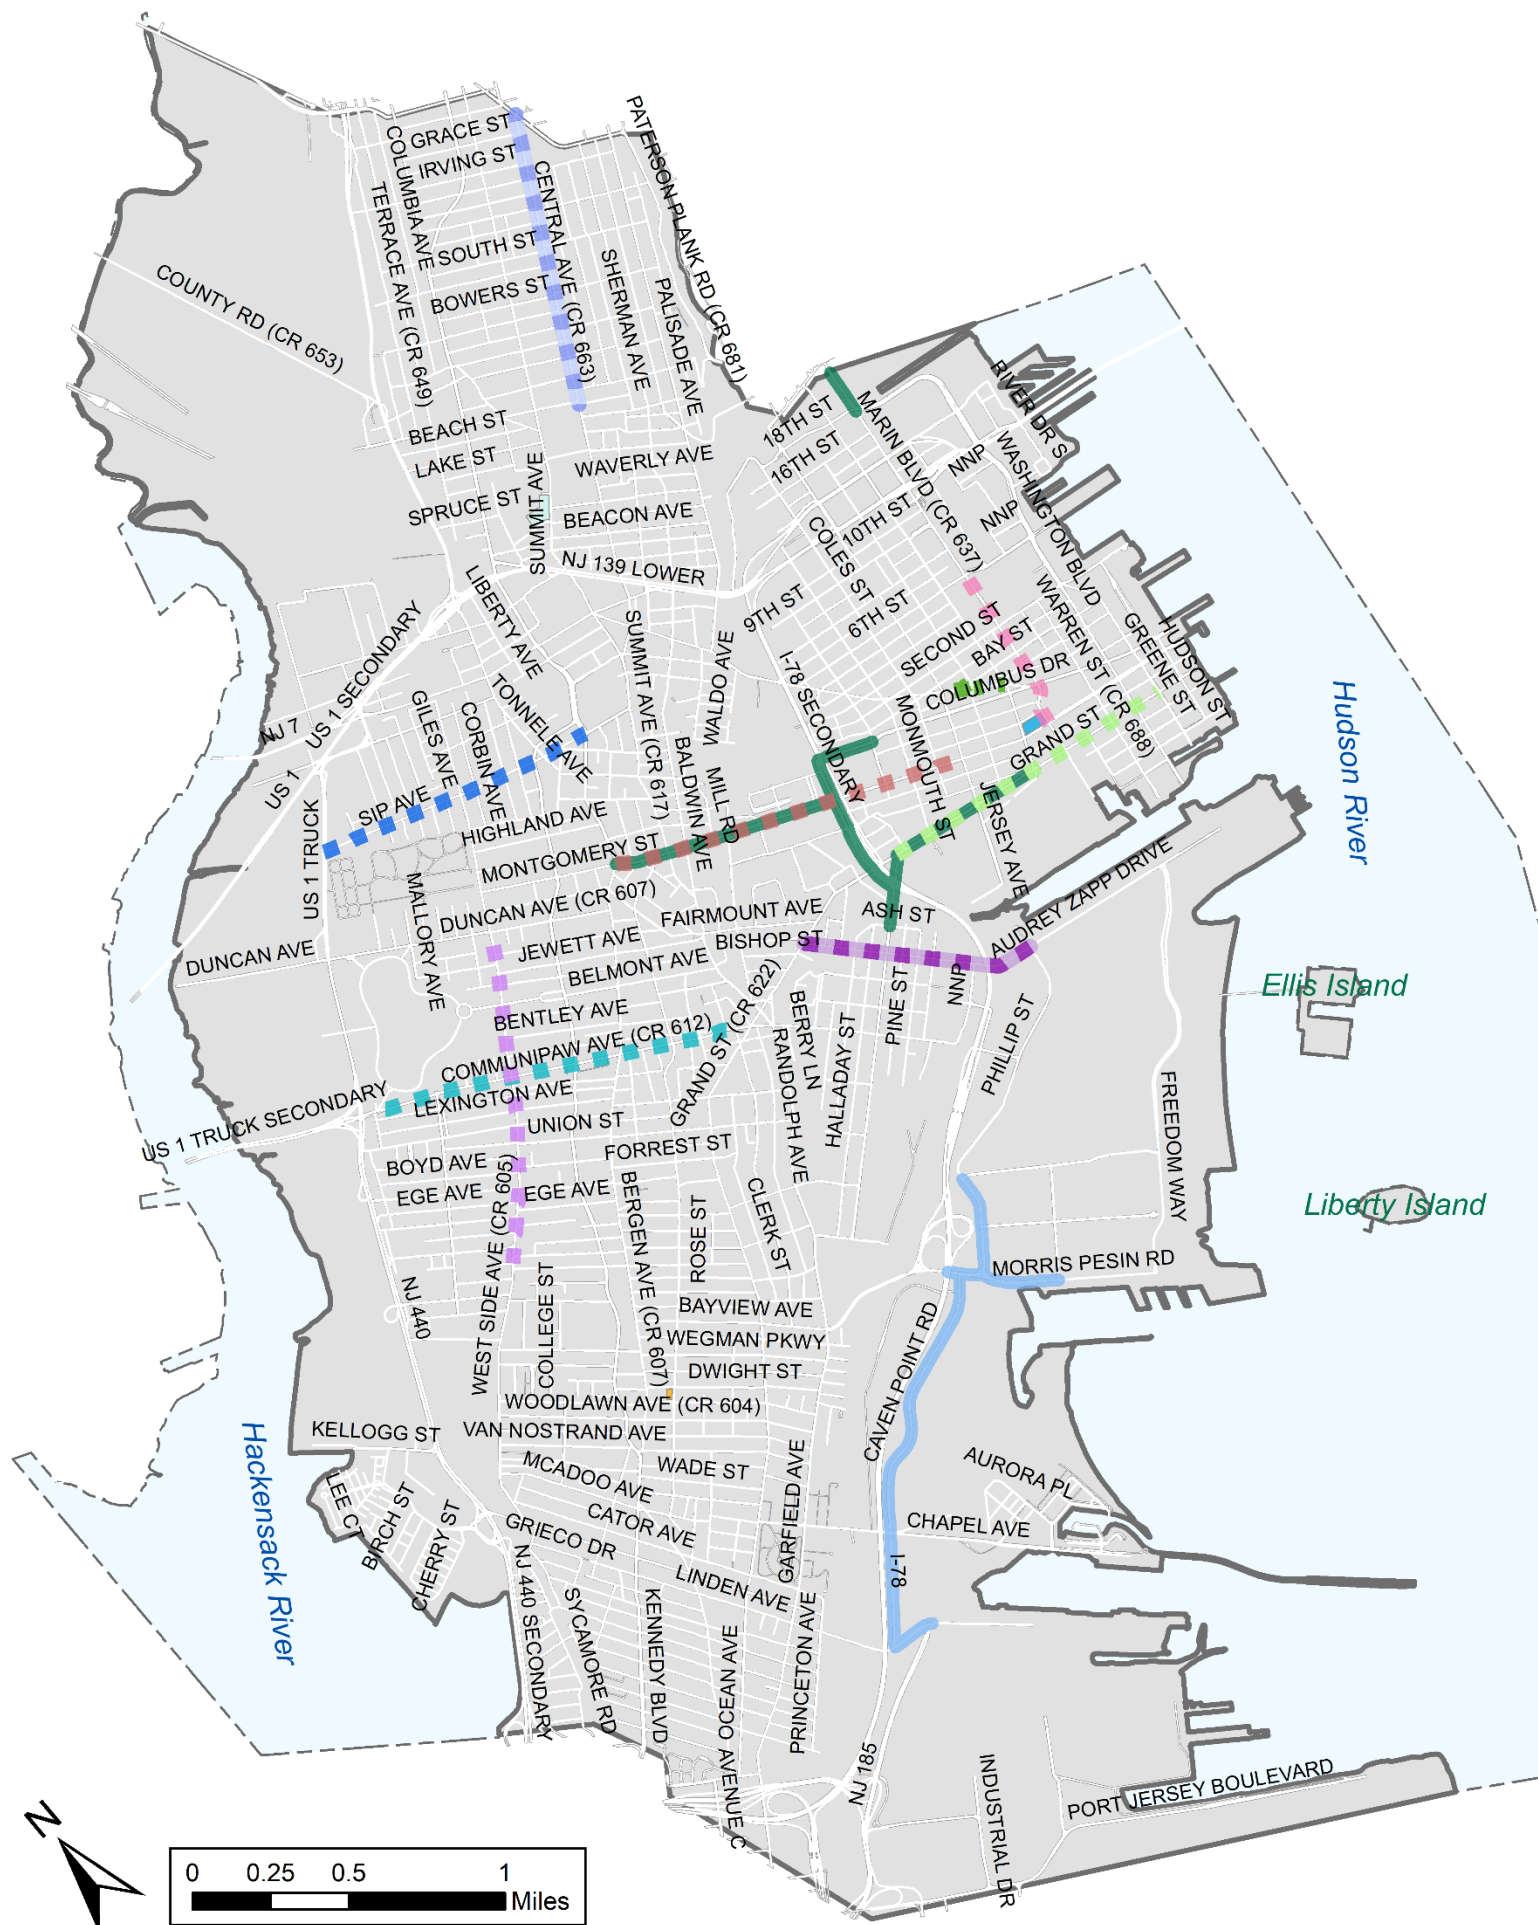 GRACE ST
IRVING ST
COLUMBIA AVE
TERRACE AVE (CR 649)
CENTRAL AVE (CR 663)
PATERSON PLANK RD (CR 681)
SOUTH ST
BOWERS ST
SHERMAN AVE
PALISADE AVE
COUNTY RD (CR 653)
BEACH ST
LAKE ST
SPRUCE ST
SUMMIT AVE
WAVERLY AVE
BEACON AVE
NJ 139 LOWER
18TH ST
16TH ST
MARIN BLVD (CR 637)
RIVER DR S
NNP
WASHINGTON BLVD
NNP
10TH ST
COLES ST
9TH ST
6TH ST
SECOND ST
BAY ST
COLUMBUS DR
WARREN ST (CR 688)
GREENE ST
HUDSON ST
Hudson River
LIBERTY AVE
US 1 SECONDARY
NJ 7
US 1
TONNELE AVE
GILES AVE
CORBIN AVE
SIP AVE
SUMMIT AVE (CR 617)
WALDO AVE
BALDWIN AVE
MILL RD
I-78 SECONDARY
MONMOUTH ST
GRAND ST
JERSEY AVE
US 1 TRUCK
HIGHLAND AVE
MONTGOMERY ST
DUNCAN AVE (CR 607)
MALLORY AVE
DUNCAN AVE
FAIRMOUNT AVE
ASH ST
JEWETT AVE
BISHOP ST
AUDREY ZAPP DRIVE
BELMONT AVE
BENTLEY AVE
COMMUNIPAW AVE (CR 612)
GRAND ST (CR 622)
BERRY LN
RANDOLPH AVE
HALLADAY ST
PINE ST
NNP
PHILLIP ST
Ellis Island
LEXINGTON AVE
US 1 TRUCK SECONDARY
UNION ST
FORREST ST
BOYD AVE
EGE AVE
EGE AVE
WEST SIDE AVE (CR 605)
BERGEN AVE (CR 607)
ROSE ST
CLERK ST
FREEDOM WAY
Liberty Island
MORRIS PESIN RD
NJ 440
COLLEGE ST
BAYVIEW AVE
WEGMAN PKWY
DWIGHT ST
WOODLAWN AVE (CR 604)
CAVEN POINT RD
KELLOGG ST
VAN NOSTRAND AVE
Hackensack River
LEE CT
BIRCH ST
CHERRY ST
MCADOO AVE
WADE ST
CATOR AVE
GRIECO DR
GARFIELD AVE
AURORA PL
CHAPEL AVE
LINDEN AVE
I-78
NJ 440 SECONDARY
SYCAMORE RD
KENNEDY BLVD
OCEAN AVE
PRINCETON AVE
AVENUE C
NJ 185
INDUSTRIAL DR
PORT JERSEY BOULEVARD
N
0 0.25 0.5 1
Miles